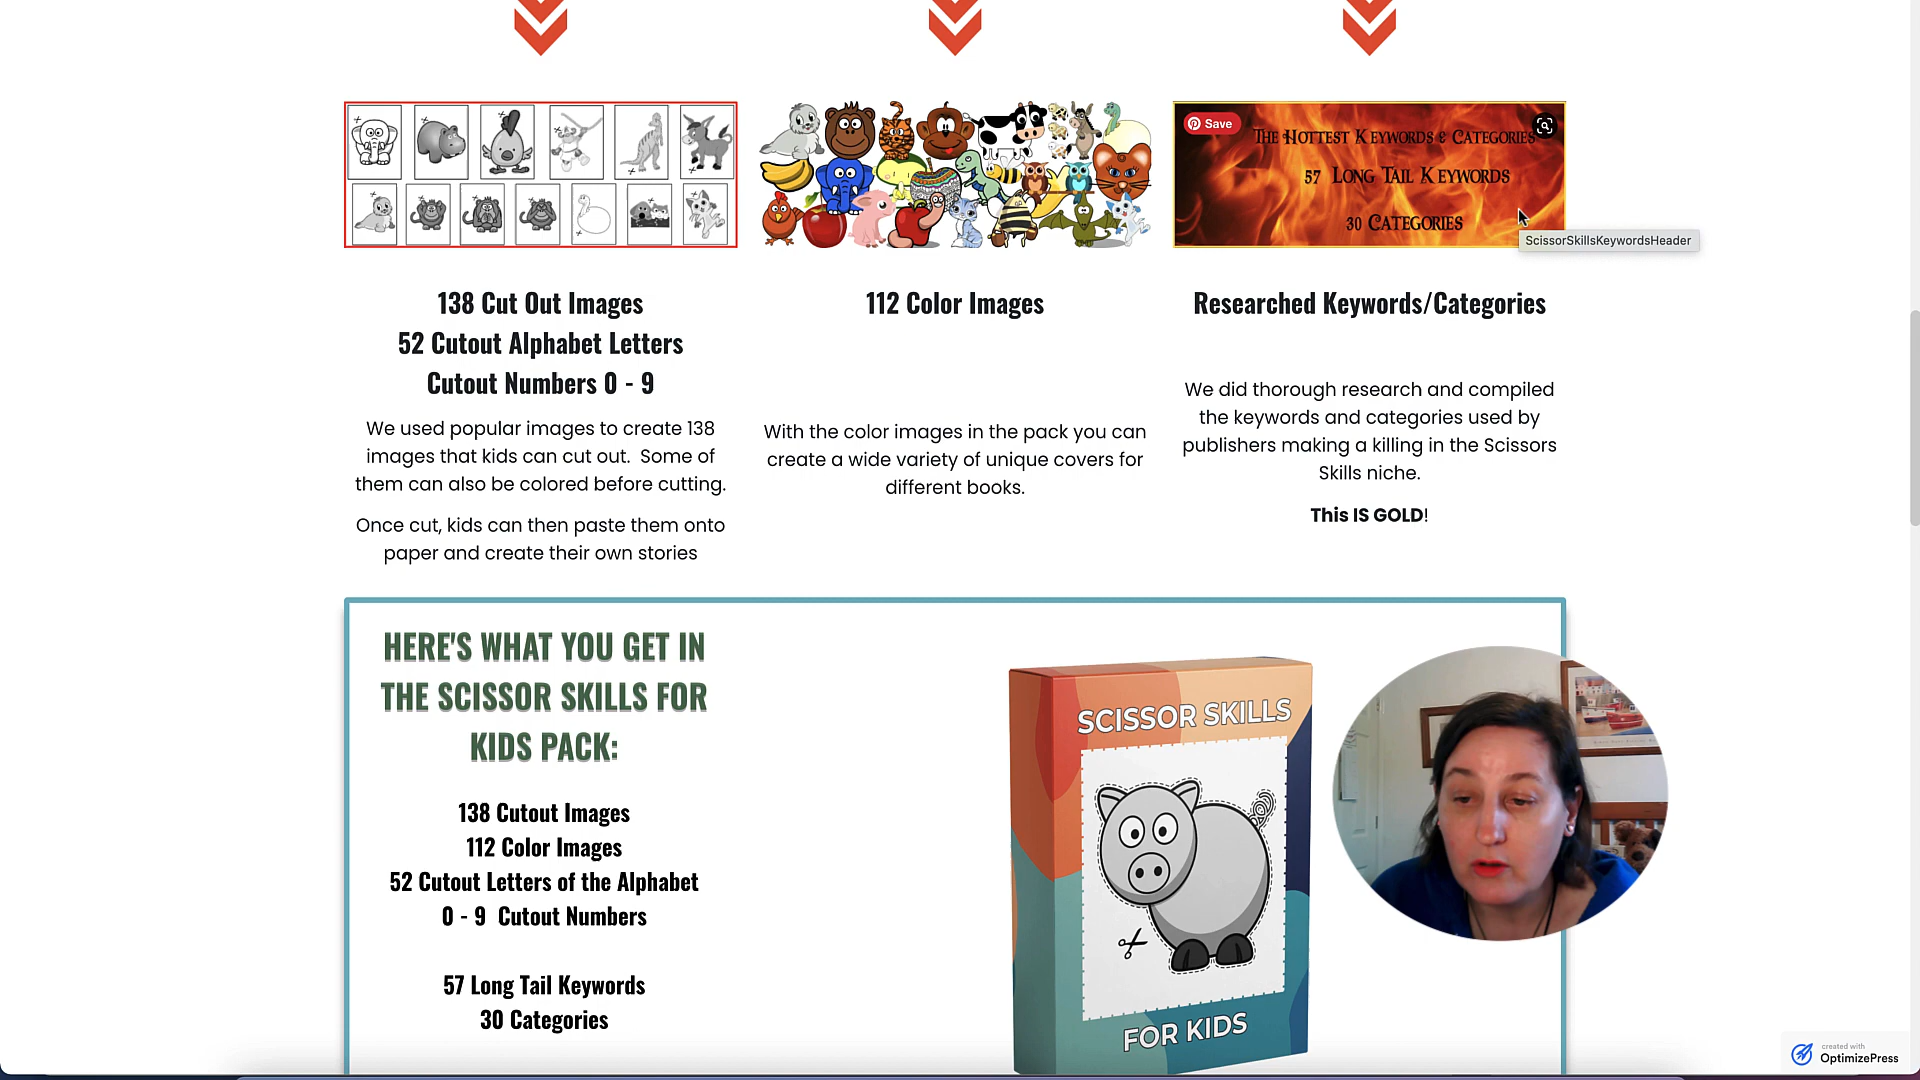 Save
The Hottest Keywords & Categories
57 Long Tail Keywords
30 Categories
ScissorSkillsKeywordsHeader
138 Cut Out Images
52 Cutout Alphabet Letters
Cutout Numbers 0 - 9
We used popular images to create 138
images that kids can cut out. Some of
them can also be colored before cutting.
Once cut, kids can then paste them onto
paper and create their own stories
112 Color Images
With the color images in the pack you can
create a wide variety of unique covers for
different books.
Researched Keywords/Categories
We did thorough research and compiled
the keywords and categories used by
publishers making a killing in the Scissors
Skills niche.
This IS GOLD!
HERE'S WHAT YOU GET IN
THE SCISSOR SKILLS FOR
KIDS PACK:
138 Cutout Images
112 Color Images
52 Cutout Letters of the Alphabet
0 - 9 Cutout Numbers
57 Long Tail Keywords
30 Categories
SCISSOR SKILLS
FOR KIDS
created with
OptimizePress